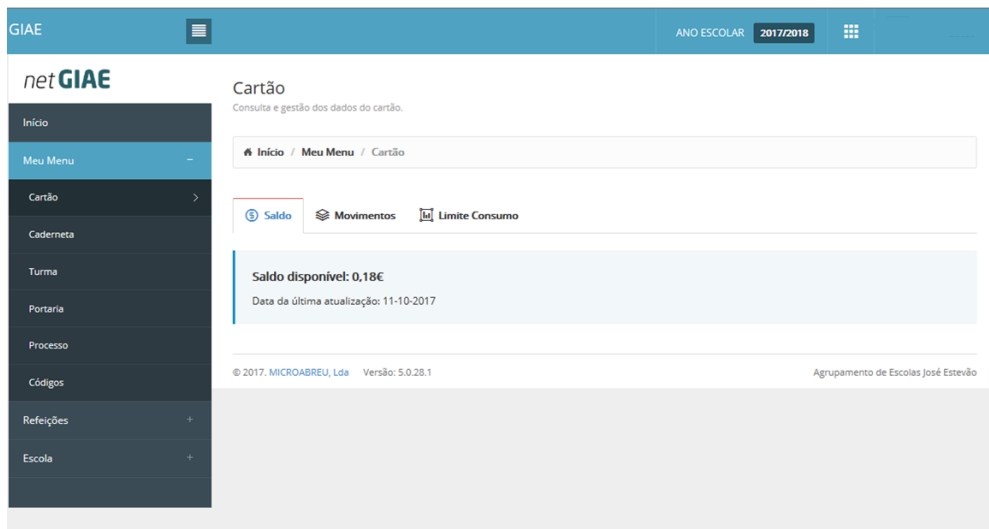 GIAE
ANO ESCOLAR 2017/2018
netGIAE
Início
Meu Menu
Cartão
Caderneta
Turma
Portaria
Processo
Códigos
Refeições
Escola
Cartão
Consulta e gestão dos dados do cartão.
Início / Meu Menu / Cartão
Saldo Movimentos Limite Consumo
Saldo disponível: 0,18€
Data da última atualização: 11-10-2017
© 2017. MICROABREU, Lda Versão: 5.0.28.1
Agrupamento de Escolas José Estevão